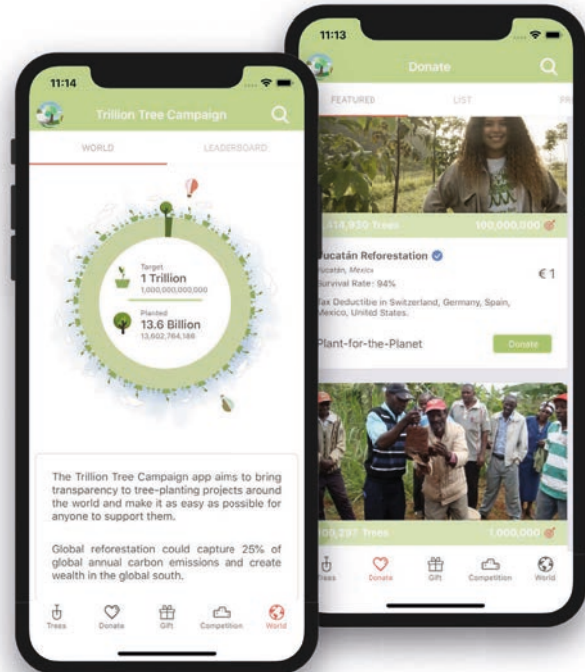 11:14
Trillion Tree Campaign
WORLD
LEADERBOARD
Target
1 Trillion
1,000,000,000,000
Planted
13.6 Billion
13,602,764,186
The Trillion Tree Campaign app aims to bring
transparency to tree-planting projects around
the world and make it as easy as possible for
anyone to support them.
Global reforestation could capture 25% of
global annual carbon emissions and create
wealth in the global south.
Trees
Donate
Gift
Competition
World
11:13
Donate
FEATURED
LIST
Trees
100,000,000
Yucatán Reforestation
Yucatán, Mexico
€ 1
Survival Rate: 94%
Tax Deductible in Switzerland, Germany, Spain,
Mexico, United States.
Plant-for-the-Planet
Donate
Trees
1,000,000
Trees
Donate
Gift
Competition
World